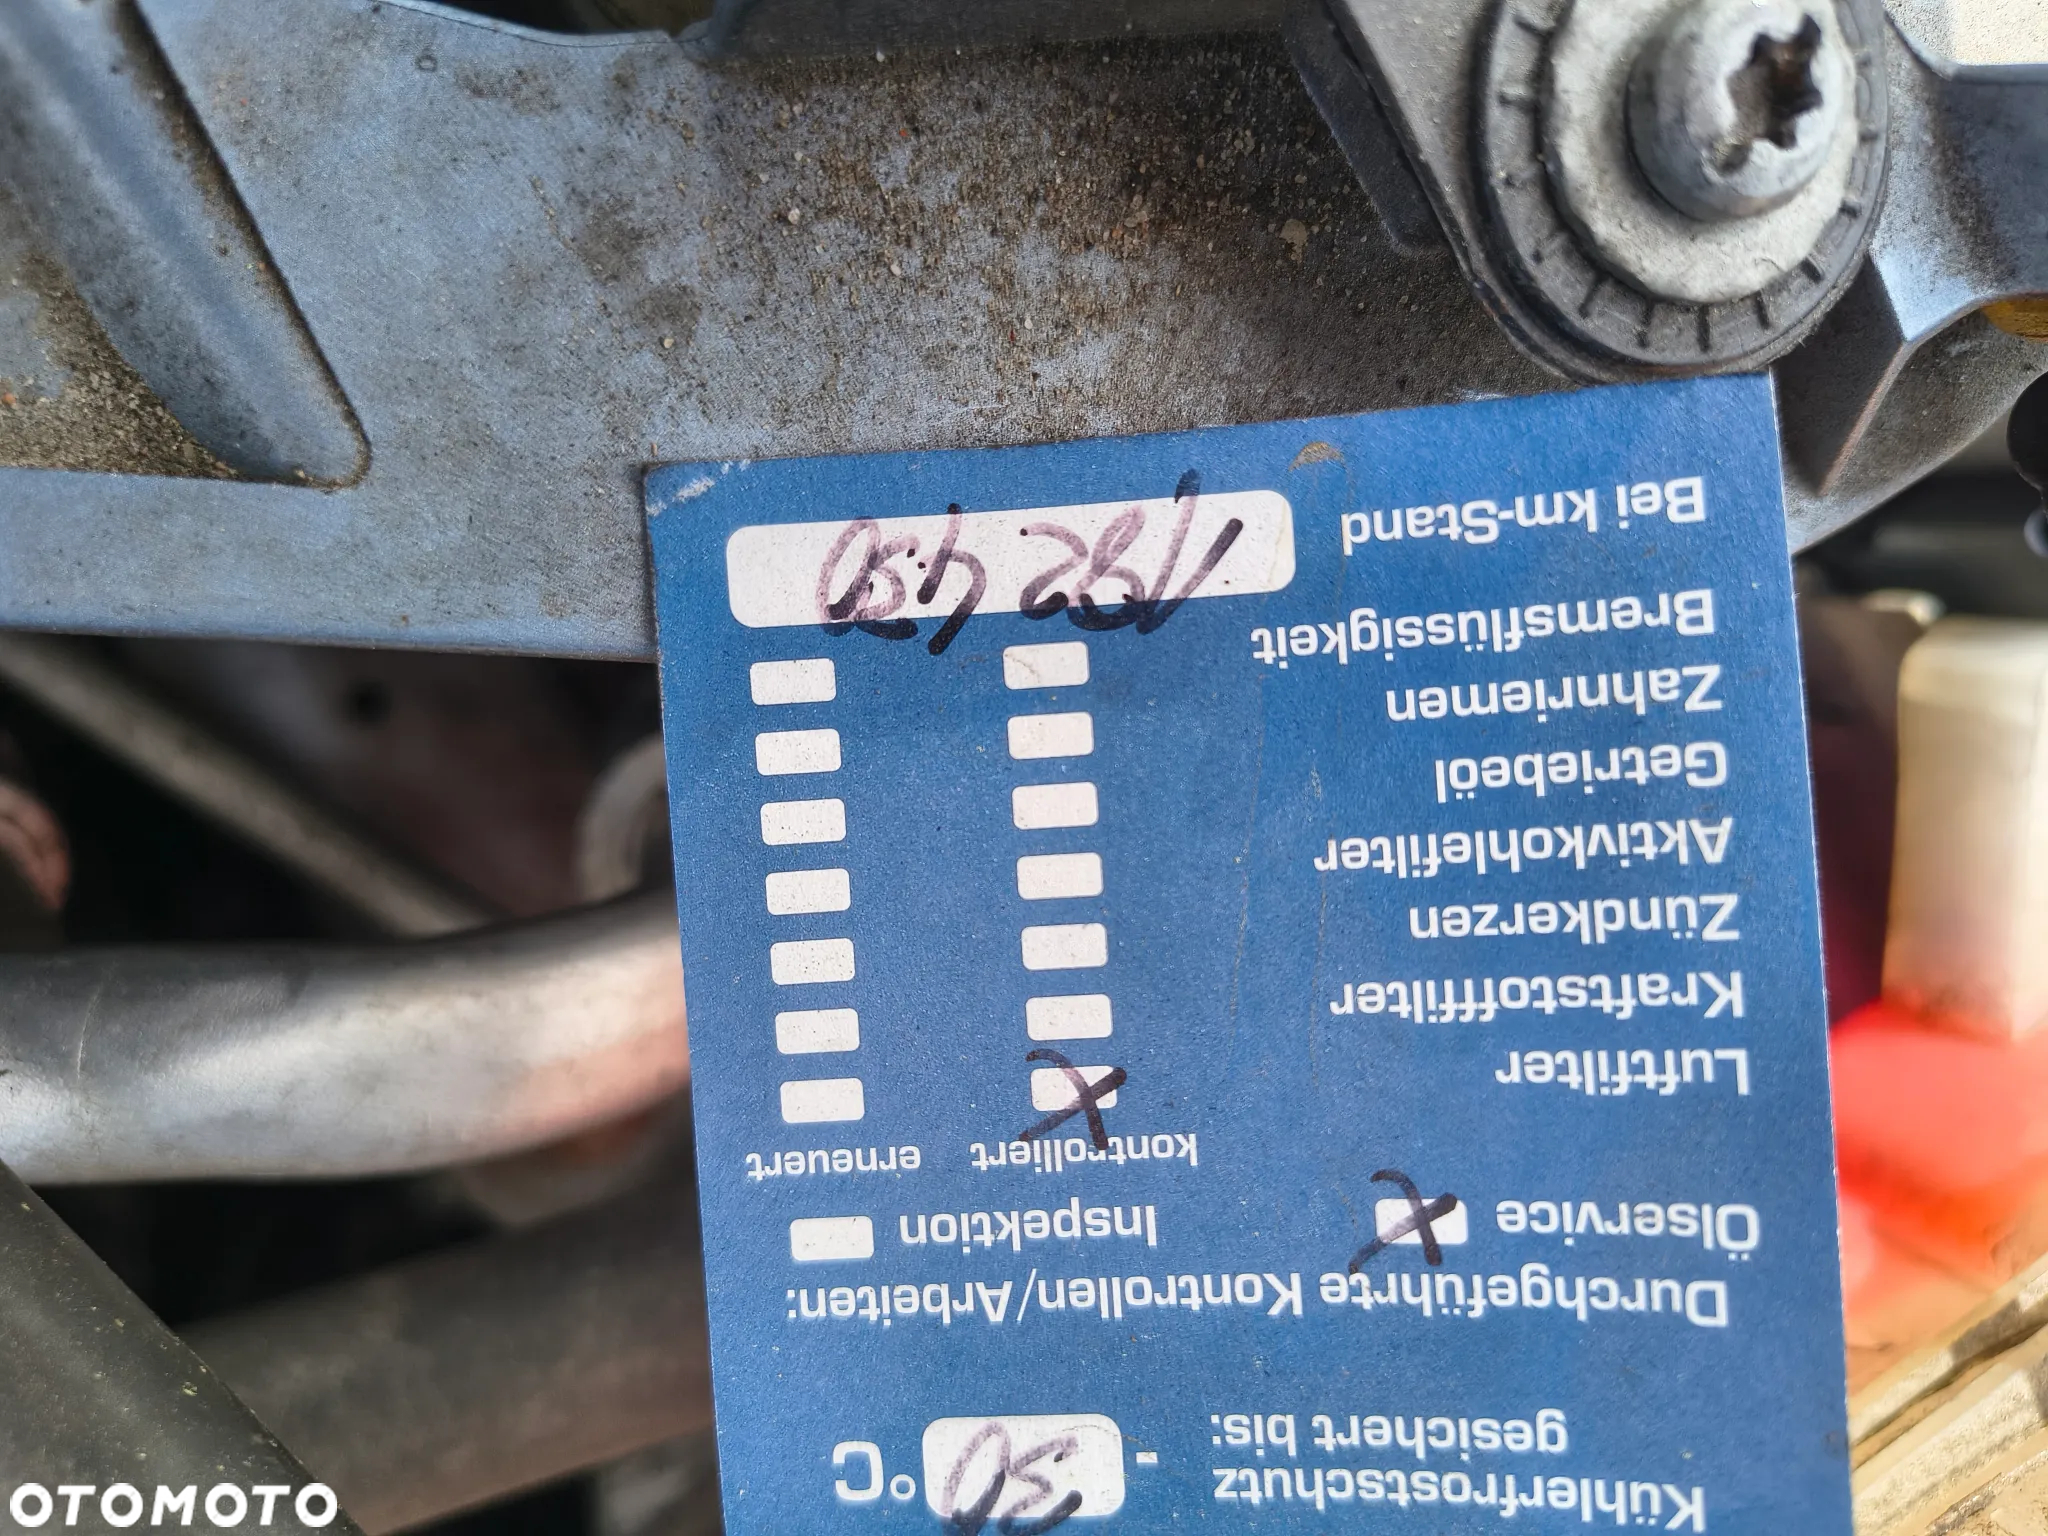 Kühlerfrostschutz
gesichert bis: - 30 °C
Durchgeführte Kontrollen/Arbeiten:
Ölservice X Inspektion
kontrolliert erneuert
Luftfilter X
Kraftstofffilter
Zündkerzen
Aktivkohlefilter
Getriebeöl
Zahnriemen
Bremsflüssigkeit
Bei km-Stand 192 450
OTOMOTO